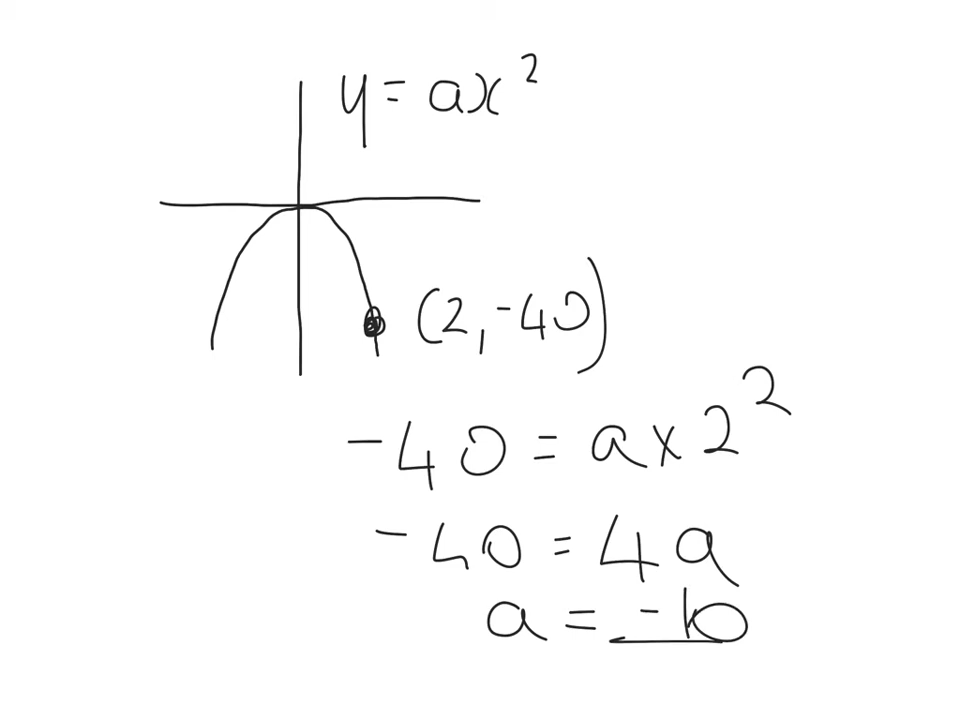 y = ax²
(2, -40)
-40 = a x 2²
-40 = 4a
a = -10